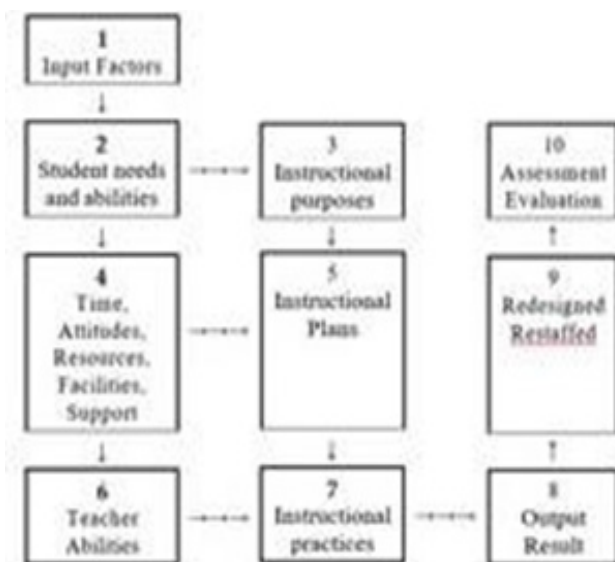 1
Input Factors
2
Student needs
and abilities
3
Instructional
purposes
10
Assessment
Evaluation
4
Time,
Attitudes,
Resources,
Facilities,
Support
5
Instructional
Plans
9
Redesigned
Restaffed
6
Teacher
Abilities
7
Instructional
practices
8
Output
Result